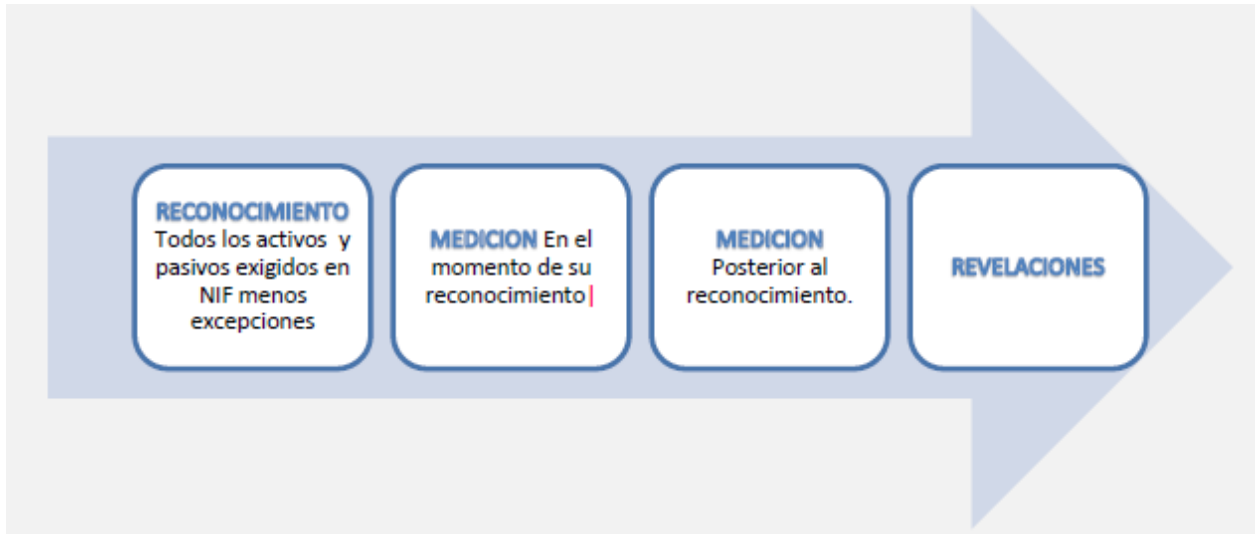 RECONOCIMIENTO
Todos los activos y
pasivos exigidos en
NIF menos
excepciones
MEDICION En el
momento de su
reconocimiento
MEDICION
Posterior al
reconocimiento.
REVELACIONES